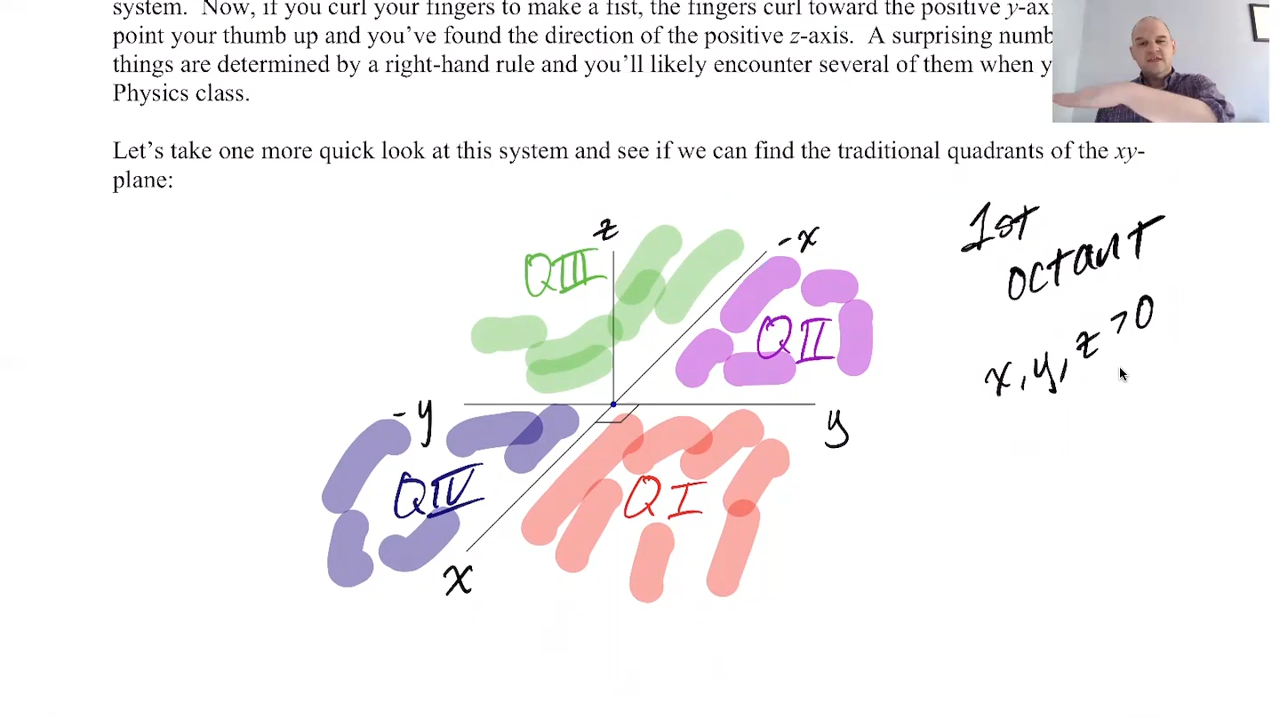 system. Now, if you curl your fingers to make a fist, the fingers curl toward the positive y-axi
point your thumb up and you've found the direction of the positive z-axis. A surprising numb
things are determined by a right-hand rule and you'll likely encounter several of them when y
Physics class.
Let's take one more quick look at this system and see if we can find the traditional quadrants of the xy-
plane:
z
-x
1st
octant
QIII
QII
x, y, z >0
-y
y
QIV
QI
x